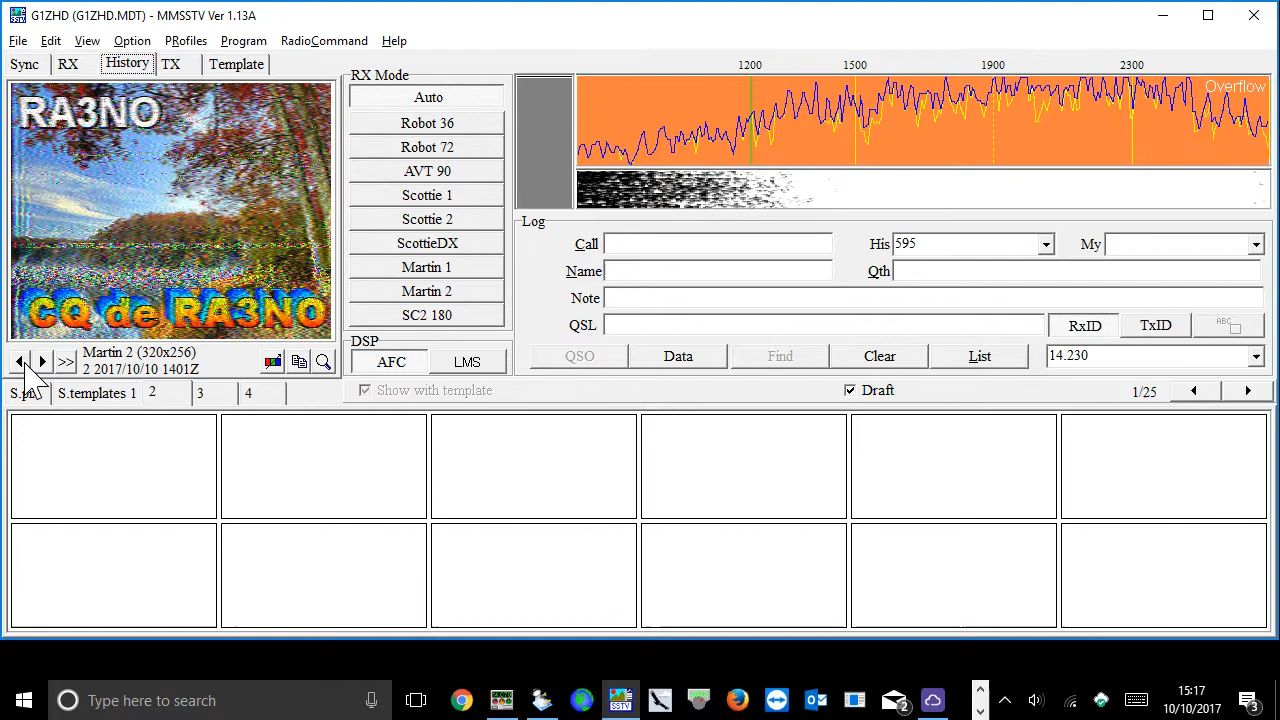 G1ZHD (G1ZHD.MDT) - MMSSTV Ver 1.13A
File Edit View Option PRofiles Program RadioCommand Help
Sync RX History TX Template
RA3NO
CQ de RA3NO
Martin 2 (320x256)
2 2017/10/10 1401Z
>>
RX Mode
Auto
Robot 36
Robot 72
AVT 90
Scottie 1
Scottie 2
ScottieDX
Martin 1
Martin 2
SC2 180
DSP
AFC LMS
1200 1500 1900 2300
Overflow
Log
Call His 595 My
Name Qth
Note
QSL RxID TxID ABC
QSO Data Find Clear List 14.230
S.templates 1 2 3 4
Show with template Draft 1/25
Type here to search
SSTV
2
15:17
10/10/2017
3